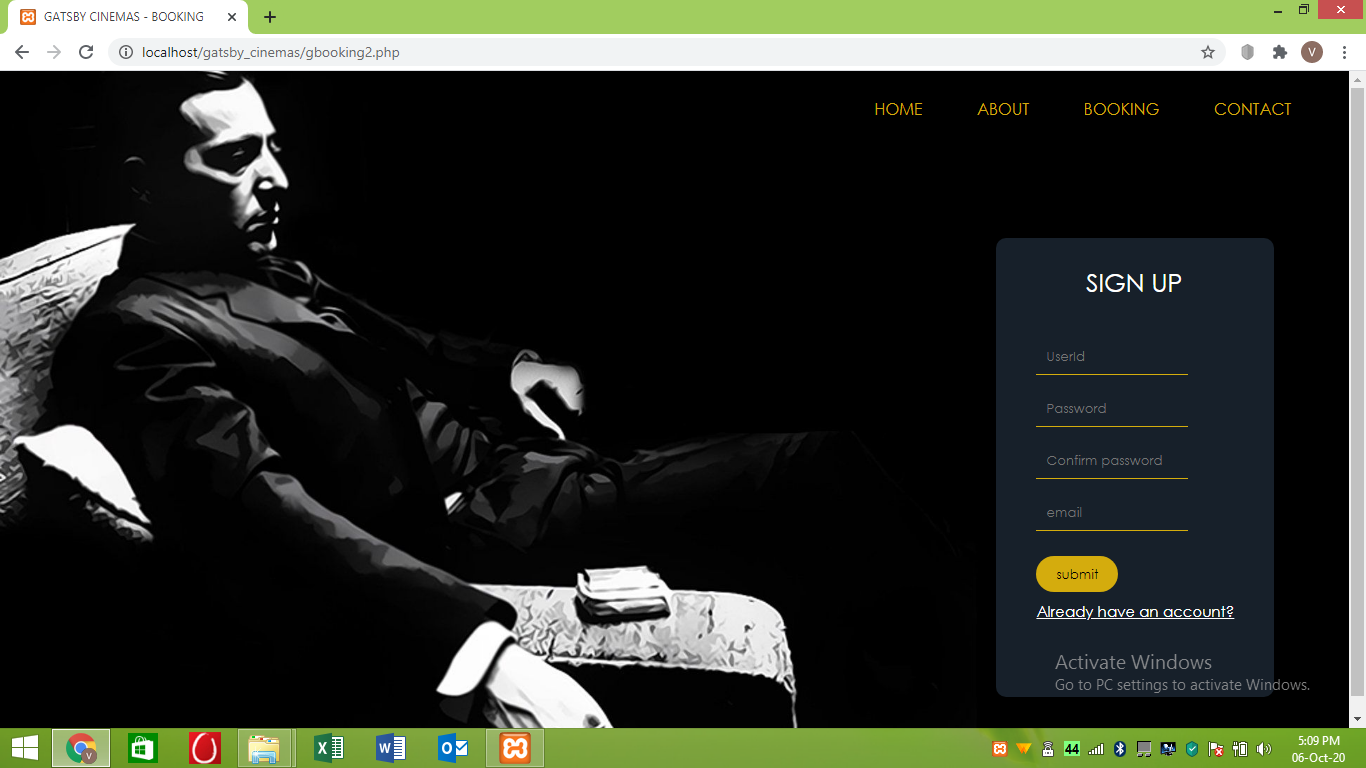 GATSBY CINEMAS - BOOKING
localhost/gatsby_cinemas/gbooking2.php
V
HOME ABOUT BOOKING CONTACT
SIGN UP
UserId
Password
Confirm password
email
submit
Already have an account?
Activate Windows
Go to PC settings to activate Windows.
V
44
5:09 PM
06-Oct-20